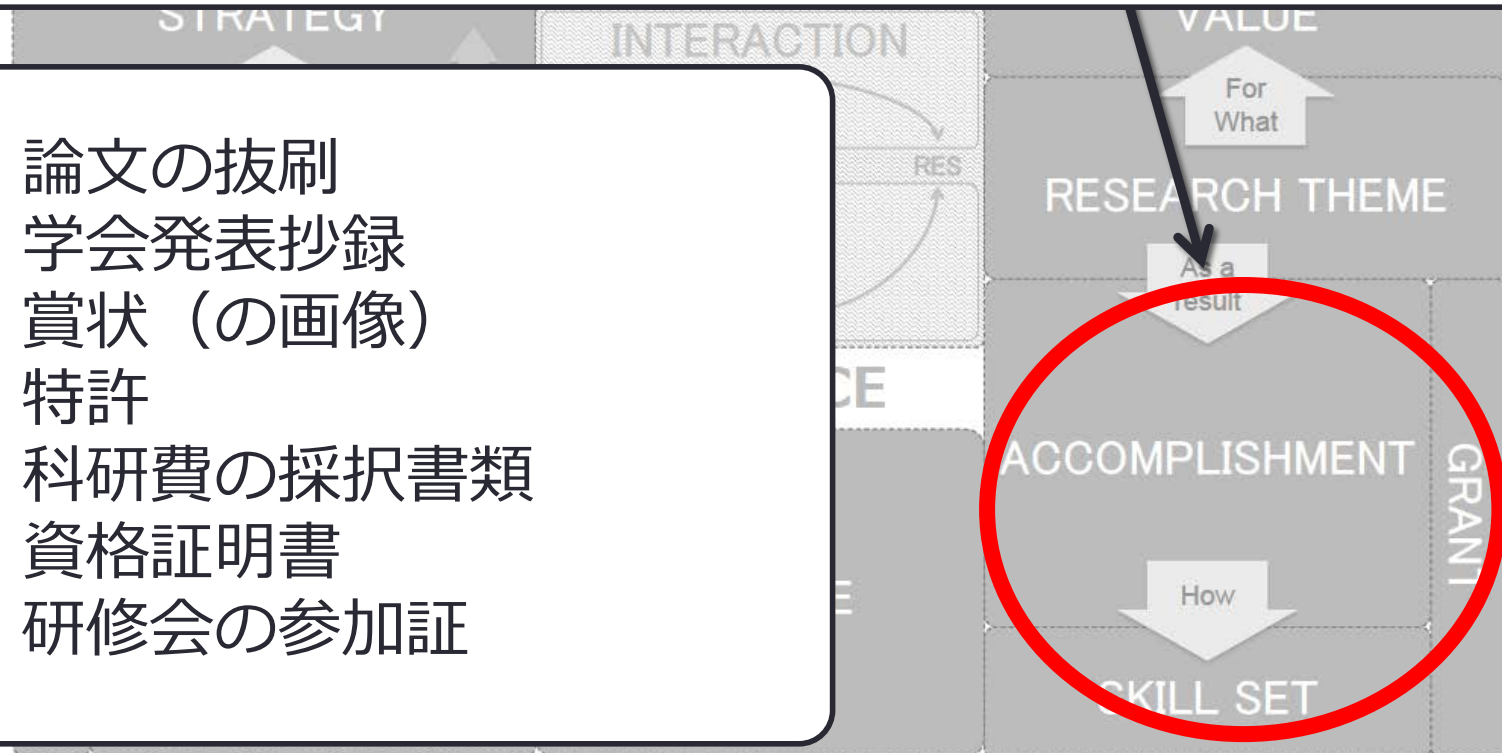 STRATEGY
INTERACTION
VALUE
For
What
論文の抜刷
学会発表抄録
賞状（の画像）
特許
科研費の採択書類
資格証明書
研修会の参加証
RES
RESEARCH THEME
As a
result
CE
ACCOMPLISHMENT
GRANT
E
How
SKILL SET